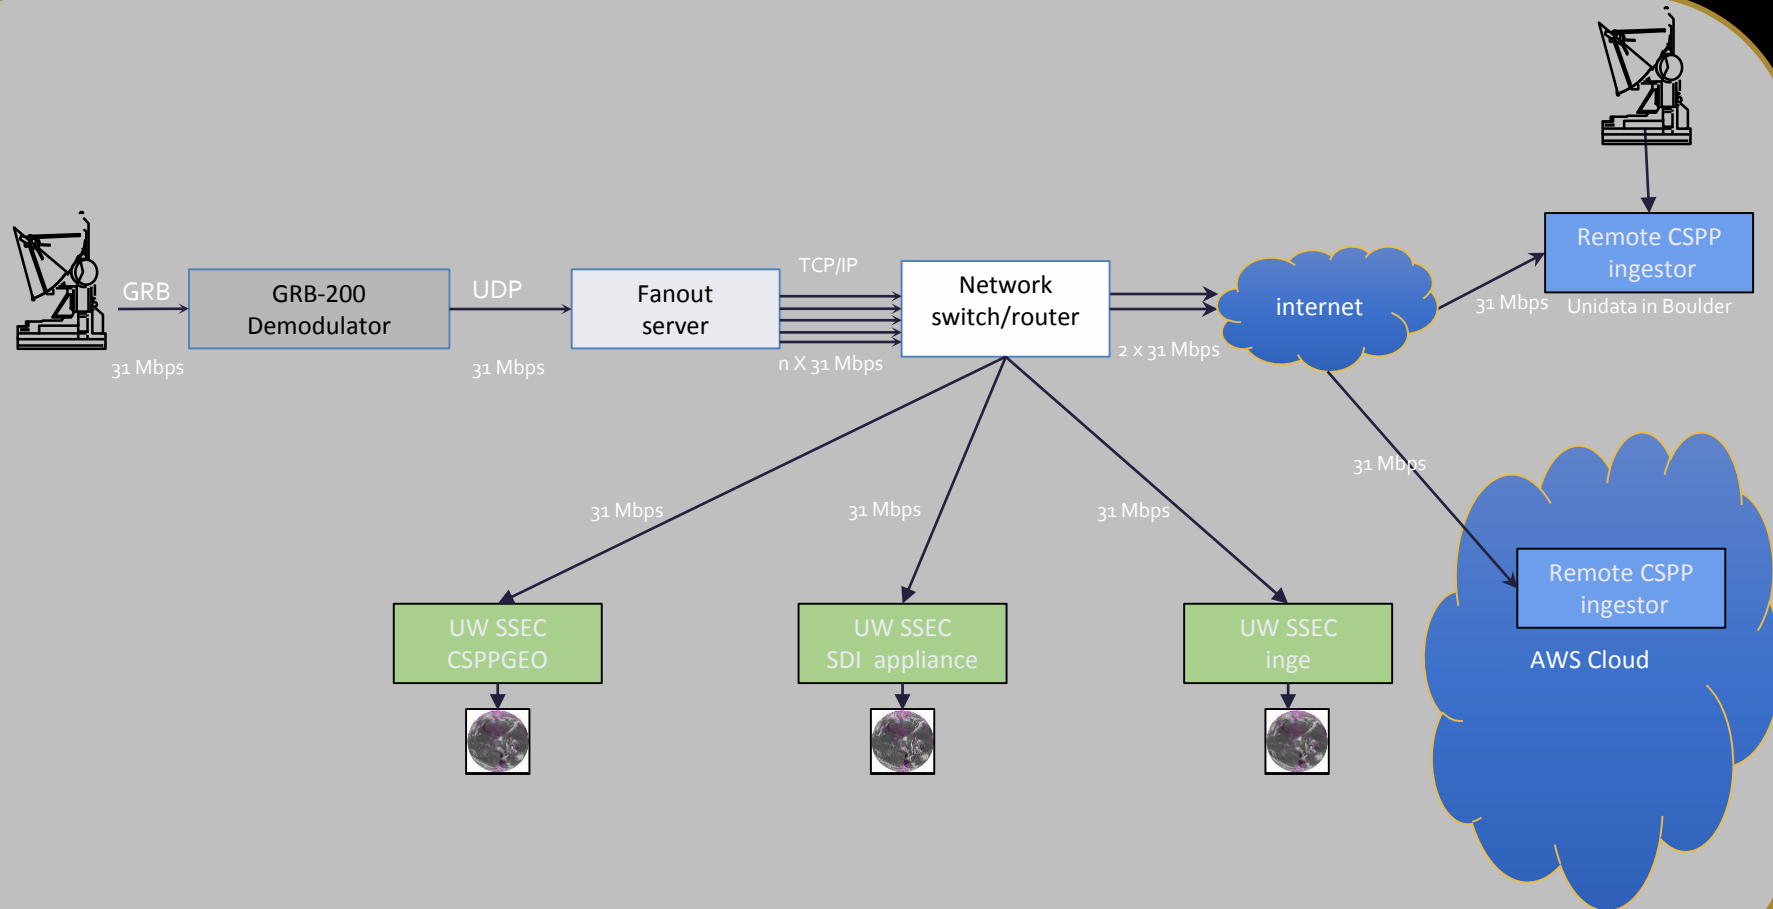 GRB
31 Mbps
GRB-200
Demodulator
UDP
31 Mbps
Fanout
server
TCP/IP
n X 31 Mbps
Network
switch/router
2 x 31 Mbps
internet
31 Mbps
Remote CSPP
ingestor
Unidata in Boulder
31 Mbps
31 Mbps
31 Mbps
31 Mbps
UW SSEC
CSPPGEO
UW SSEC
SDI appliance
UW SSEC
inge
Remote CSPP
ingestor
AWS Cloud